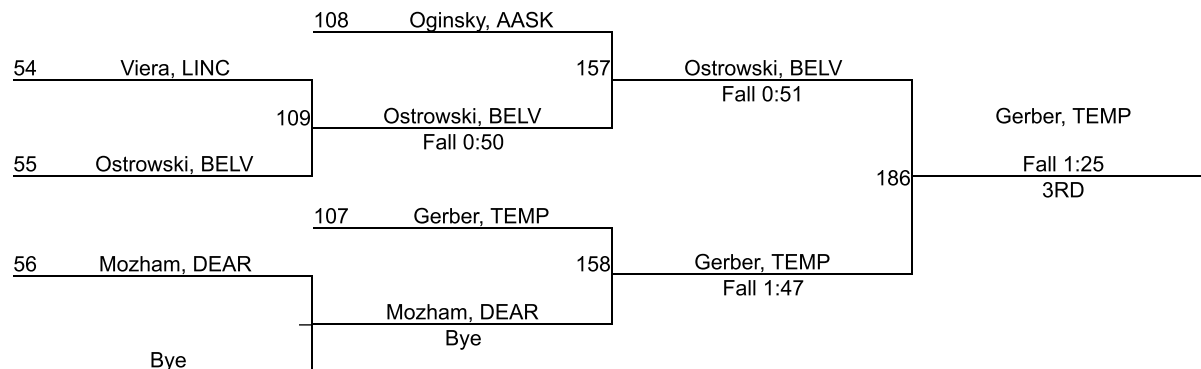 108 Oginsky, AASK
54 Viera, LINC
157 Ostrowski, BELV
Fall 0:51
109 Ostrowski, BELV
Fall 0:50
Gerber, TEMP
55 Ostrowski, BELV
186 Fall 1:25
3RD
107 Gerber, TEMP
56 Mozham, DEAR
158 Gerber, TEMP
Fall 1:47
Mozham, DEAR
Bye
Bye